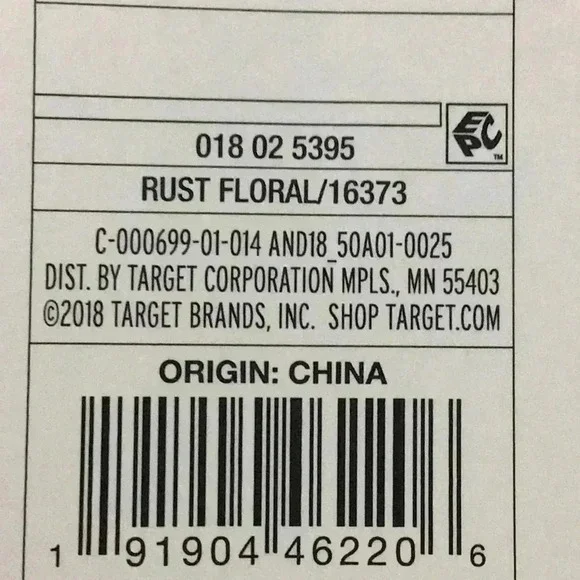 EPC™
018 02 5395
RUST FLORAL/16373
C-000699-01-014 AND18_50A01-0025
DIST. BY TARGET CORPORATION MPLS., MN 55403
©2018 TARGET BRANDS, INC. SHOP TARGET.COM
ORIGIN: CHINA
1 91904 46220 6